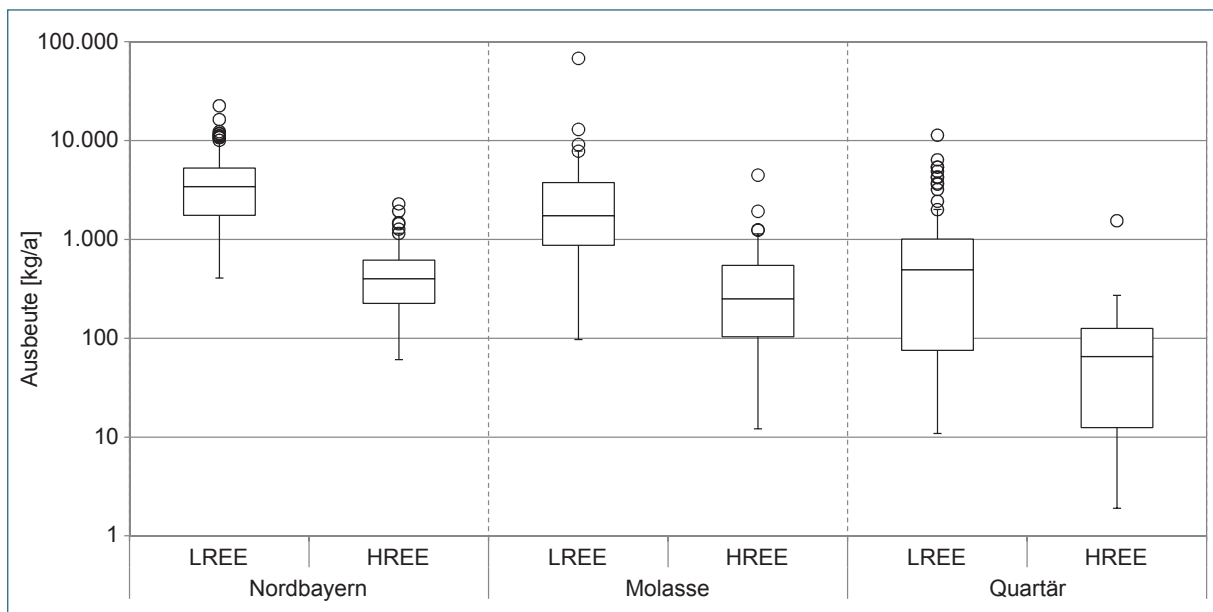 100.000
10.000
1.000
100
10
1
Ausbeute [kg/a]
LREE HREE LREE HREE LREE HREE
Nordbayern Molasse Quartär